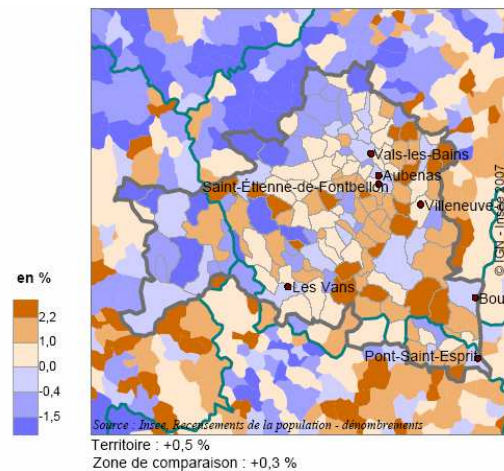 Vals-les-Bains
Aubenas
Saint-Étienne-de-Fontbellon
Villeneuve
© IGN - Insee 2007
en %
2,2
1,0
0,0
-0,4
-1,5
Les Vans
Bou
Pont-Saint-Esprit
Source : Insee, Recensements de la population - dénombrements
Territoire : +0,5 %
Zone de comparaison : +0,3 %